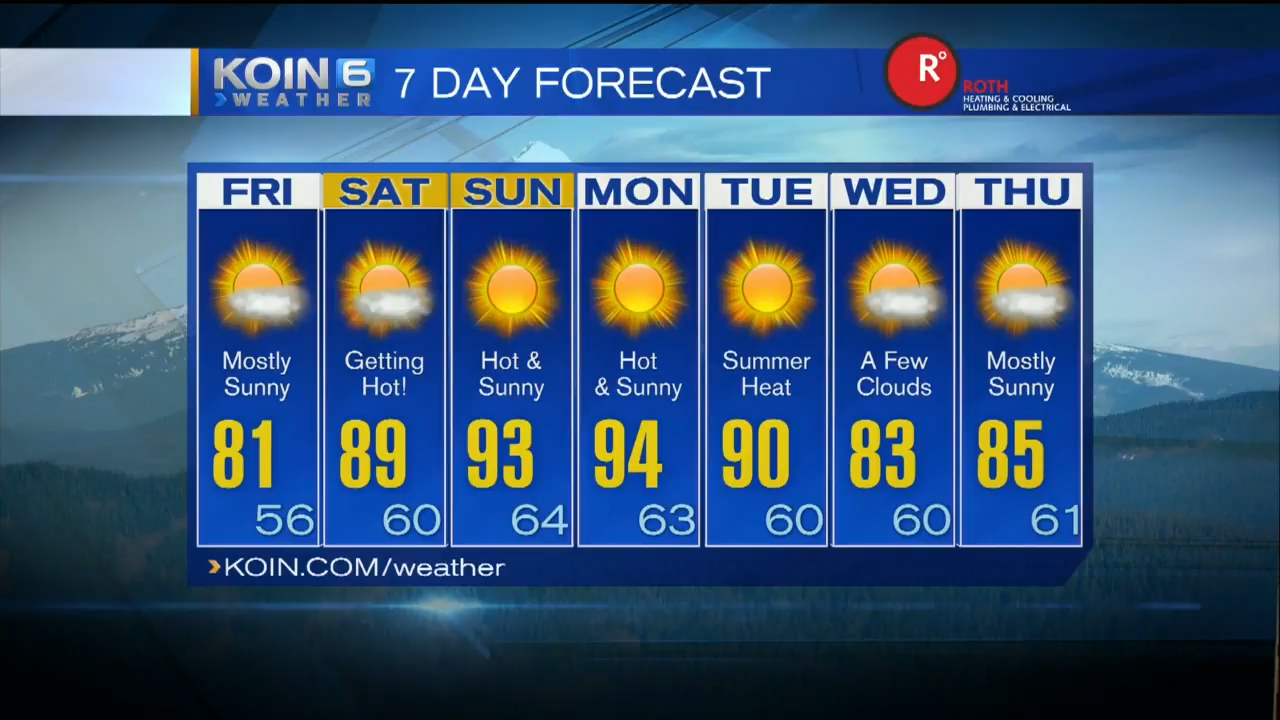 KOIN 6
WEATHER
7 DAY FORECAST
R°
ROTH
HEATING & COOLING
PLUMBING & ELECTRICAL
FRI SAT SUN MON TUE WED THU
Mostly Getting Hot & Hot Summer A Few Mostly
Sunny Hot! Sunny & Sunny Heat Clouds Sunny
81 89 93 94 90 83 85
56 60 64 63 60 60 61
KOIN.COM/weather